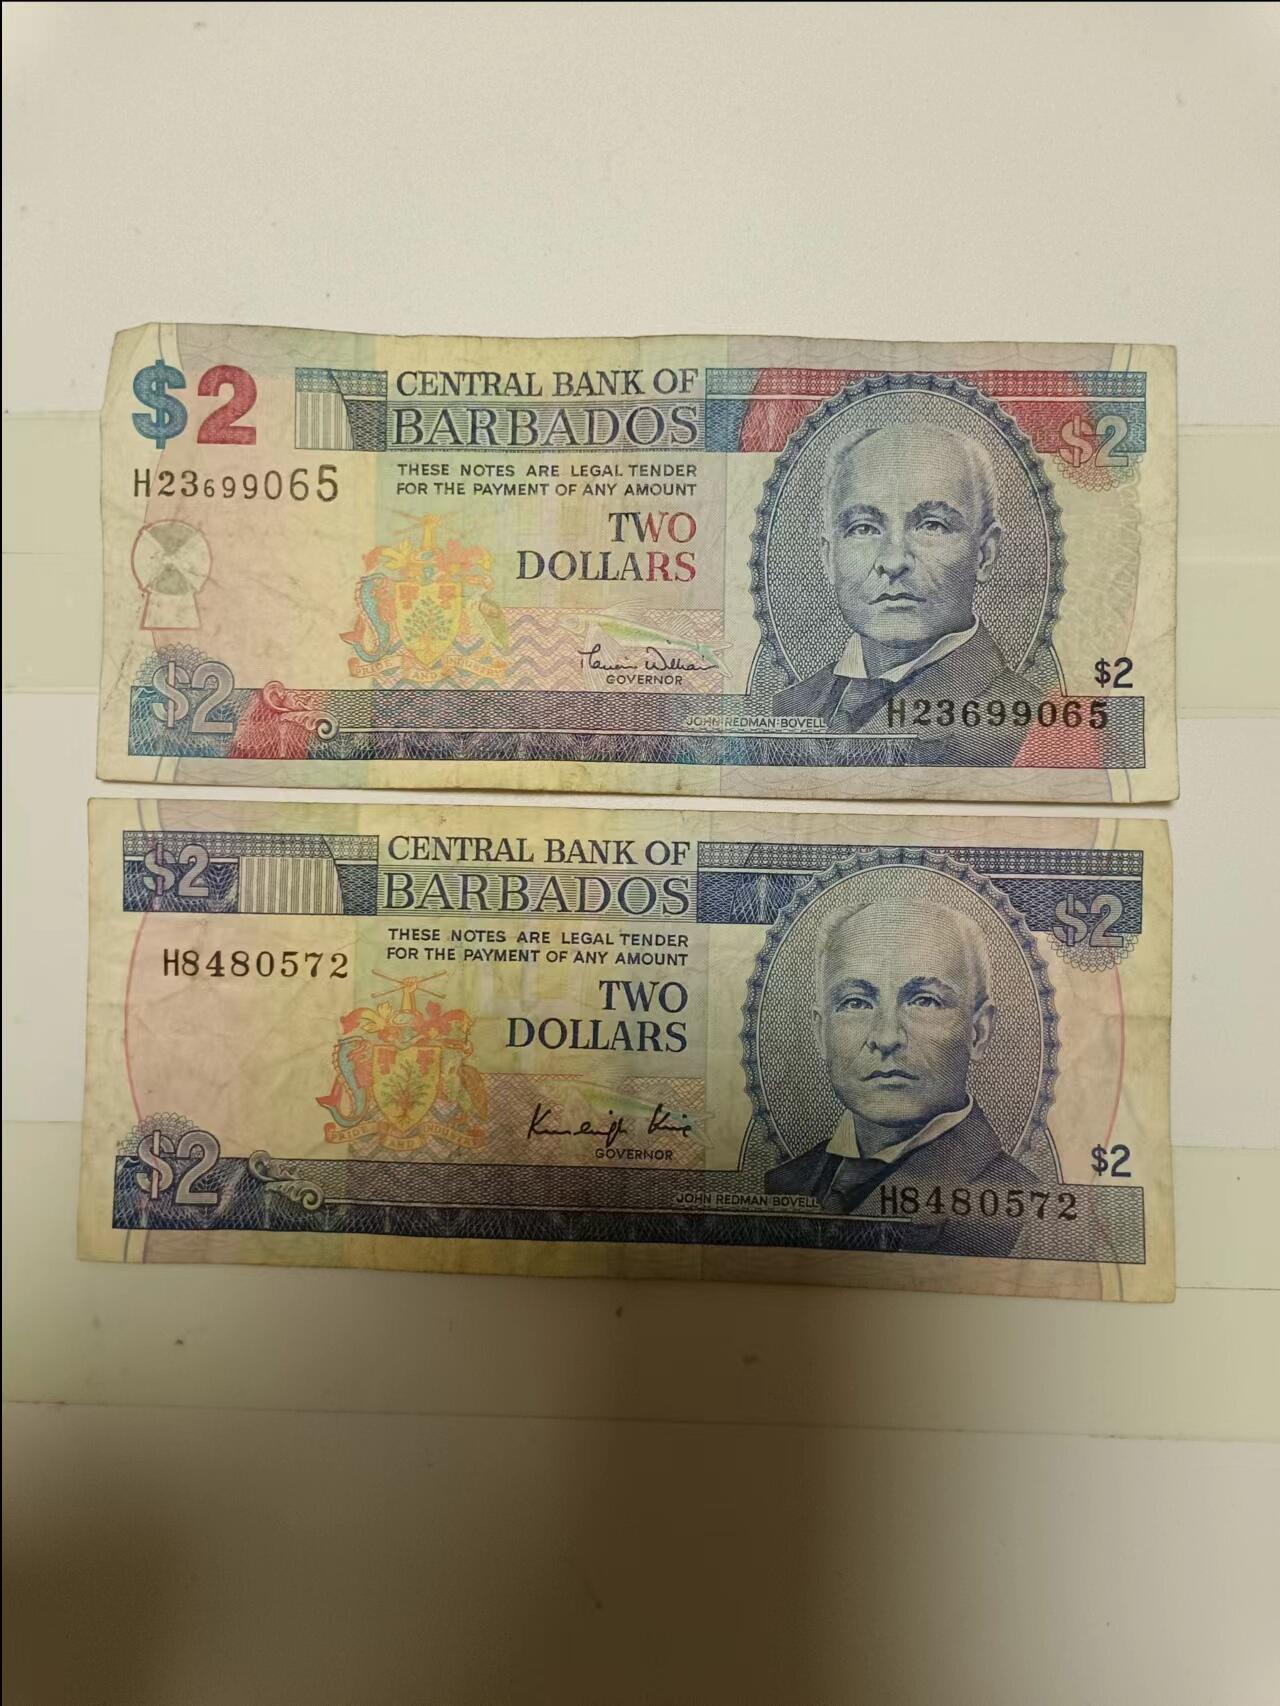 $2
CENTRAL BANK OF
BARBADOS
$2
H23699065
THESE NOTES ARE LEGAL TENDER
FOR THE PAYMENT OF ANY AMOUNT
TWO
DOLLARS
PRIDE AND INDUSTRY
GOVERNOR
$2
$2
JOHN REDMAN BOVELL
H23699065
$2
CENTRAL BANK OF
BARBADOS
$2
H8480572
THESE NOTES ARE LEGAL TENDER
FOR THE PAYMENT OF ANY AMOUNT
TWO
DOLLARS
PRIDE AND INDUSTRY
GOVERNOR
$2
$2
JOHN REDMAN BOVELL
H8480572